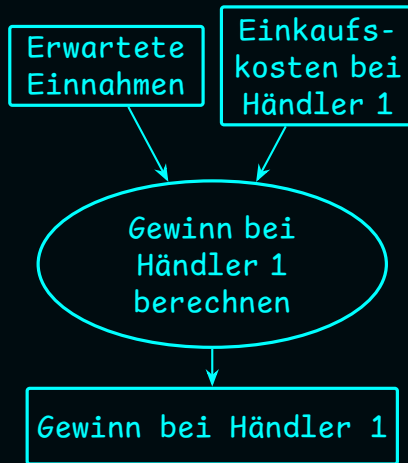 Erwartete
Einnahmen
Einkaufs-
kosten bei
Händler 1
Gewinn bei
Händler 1
berechnen
Gewinn bei Händler 1